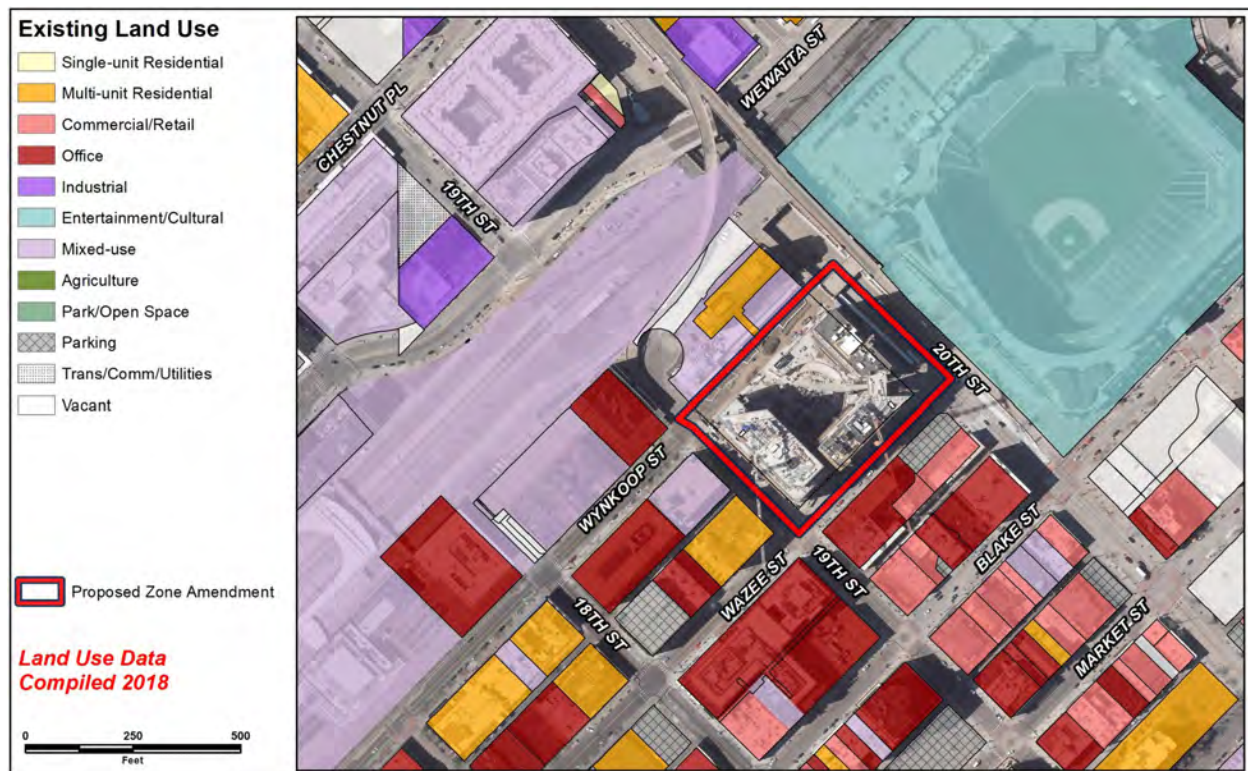 Existing Land Use
Single-unit Residential
Multi-unit Residential
Commercial/Retail
Office
Industrial
Entertainment/Cultural
Mixed-use
Agriculture
Park/Open Space
Parking
Trans/Comm/Utilities
Vacant
Proposed Zone Amendment
Land Use Data
Compiled 2018
0 250 500
Feet
CHESTNUT PL
WEWATTA ST
19TH ST
20TH ST
WYNKOOP ST
BLAKE ST
WAZEE ST
19TH ST
18TH ST
MARKET ST